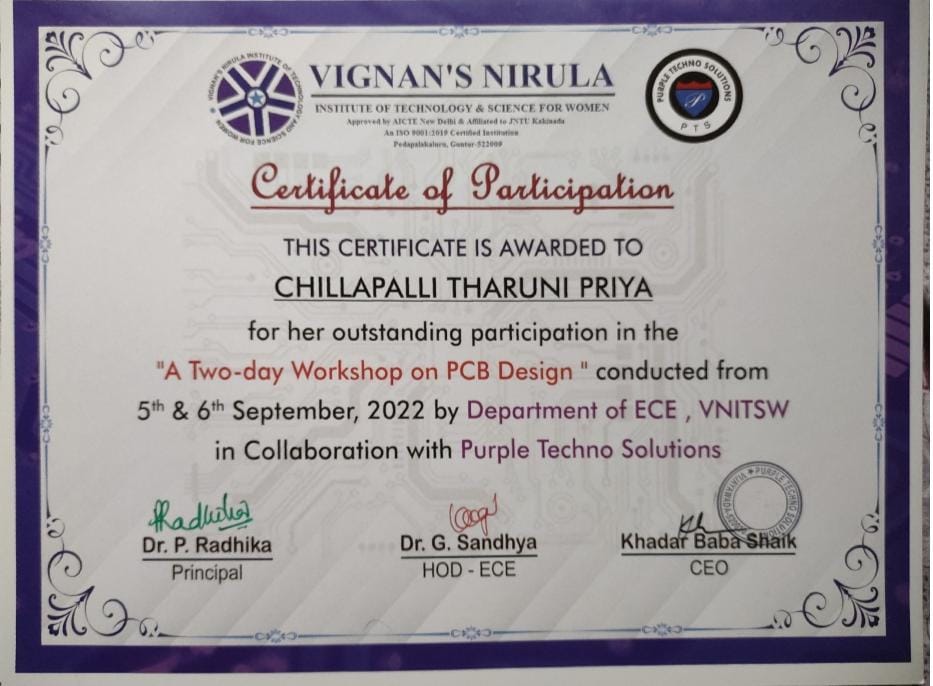 VIGNAN'S NIRULA INSTITUTE OF TECHNOLOGY AND SCIENCE FOR WOMEN
VIGNAN'S NIRULA
INSTITUTE OF TECHNOLOGY & SCIENCE FOR WOMEN
Approved by AICTE New Delhi & Affiliated to JNTU Kakinada
An ISO 9001:2019 Certified Institution
Pedapalakaluru, Guntur-522009
PURPLE TECHNO SOLUTIONS
P
P T S
Certificate of Participation
THIS CERTIFICATE IS AWARDED TO
CHILLAPALLI THARUNI PRIYA
for her outstanding participation in the
"A Two-day Workshop on PCB Design " conducted from
5th & 6th September, 2022 by Department of ECE , VNITSW
in Collaboration with Purple Techno Solutions
PURPLE TECHNO SOLUTIONS
Radhika
Dr. P. Radhika
Principal
Dr. G. Sandhya
HOD - ECE
Khadar Baba Shaik
CEO